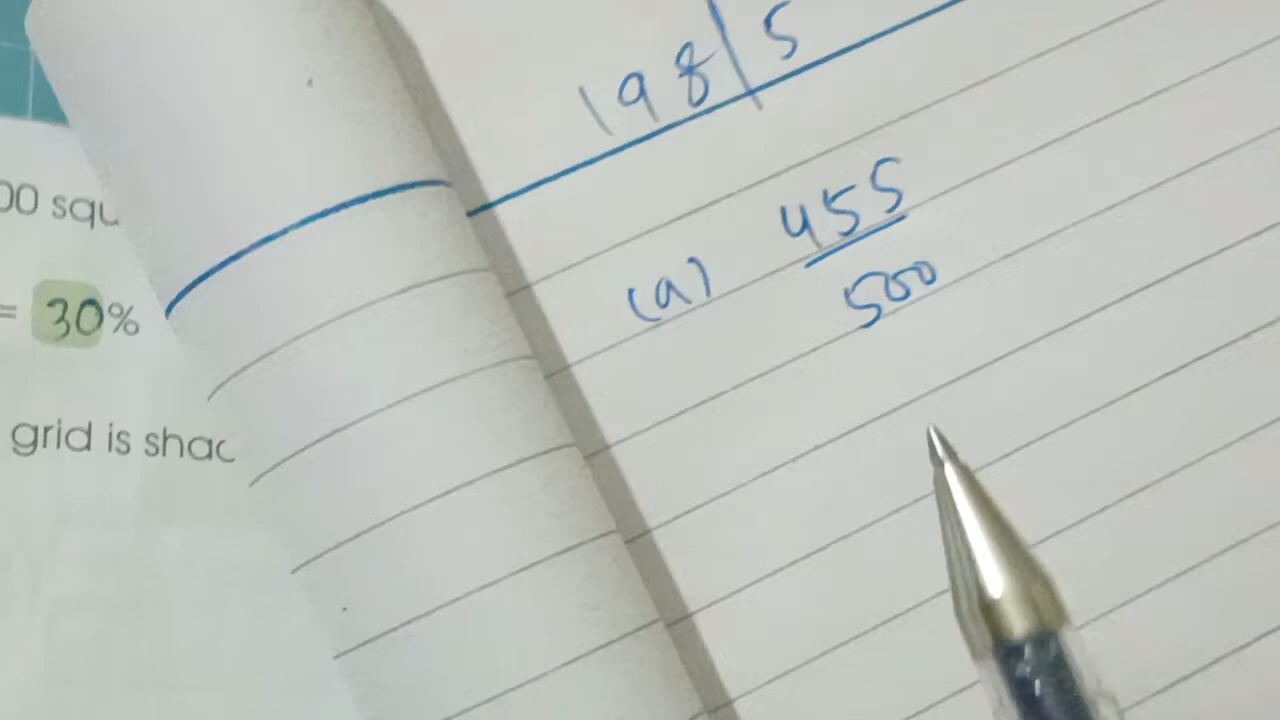 198/5
00 squ
= 30%
grid is shac
(a) 455
500